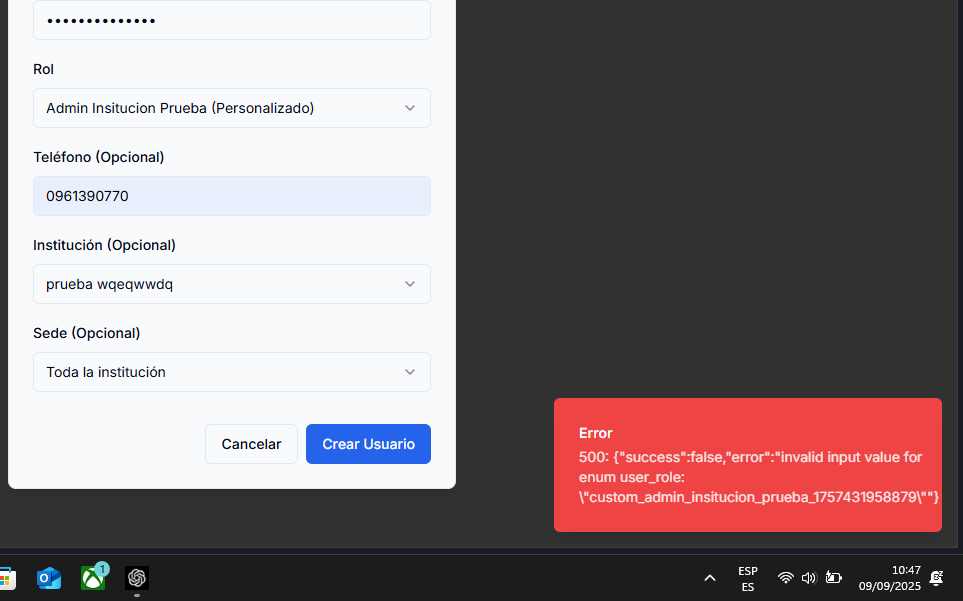 ••••••••••••••
Rol
Admin Insitucion Prueba (Personalizado)
Teléfono (Opcional)
0961390770
Institución (Opcional)
prueba wqeqwwdq
Sede (Opcional)
Toda la institución
Cancelar
Crear Usuario
Error
500: {"success":false,"error":"invalid input value for
enum user_role:
\"custom_admin_insitucion_prueba_1757431958879\""}
1
ESP
ES
10:47
09/09/2025